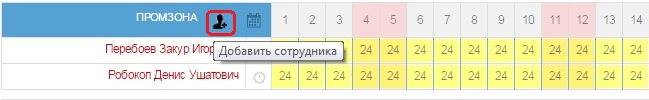 ПРОМЗОНА 1 2 3 4 5 6 7 8 9 10 11 12 13 14
Перебоев Закур Игор 24 24 24 24 24 24 24 24 24 24 24
Добавить сотрудника
Робокоп Денис Ушатович 24 24 24 24 24 24 24 24 24 24 24 24 24 24